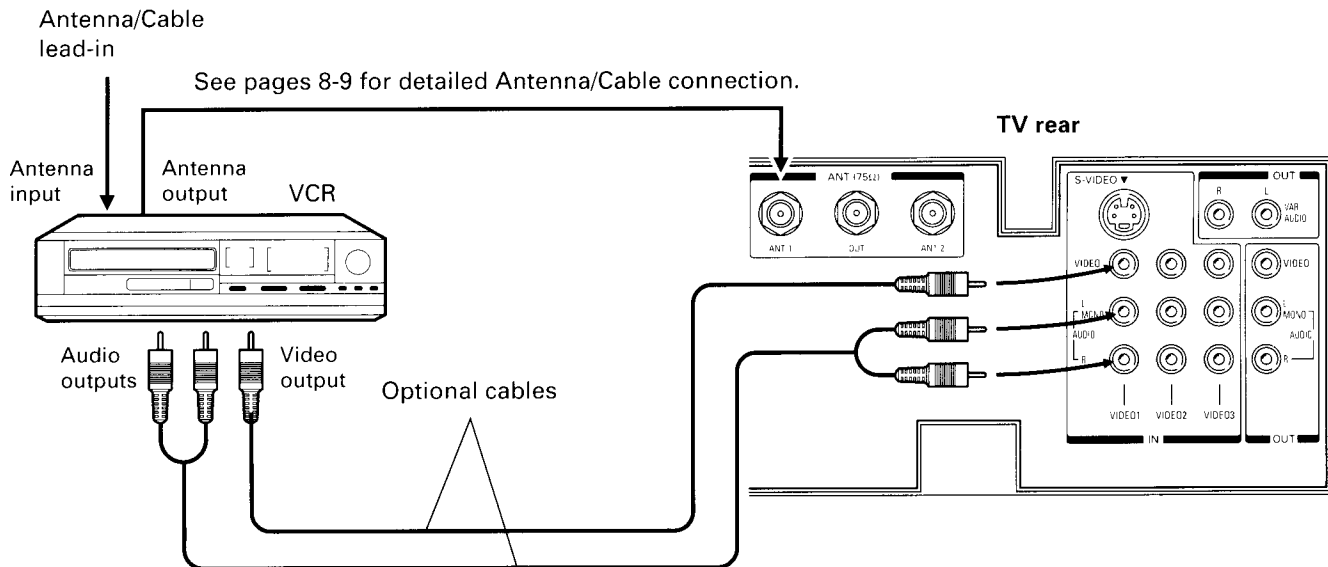 Antenna/Cable
lead-in
See pages 8-9 for detailed Antenna/Cable connection.
TV rear
Antenna
input
Antenna
output
VCR
ANT (75Ω)
ANT 1
OUT
ANT 2
S-VIDEO ▼
OUT
R
L
VAR
AUDIO
VIDEO
L
MONO
AUDIO
R
VIDEO
L
MONO
AUDIO
R
VIDEO1
VIDEO2
VIDEO3
IN
OUT
Audio
outputs
Video
output
Optional cables